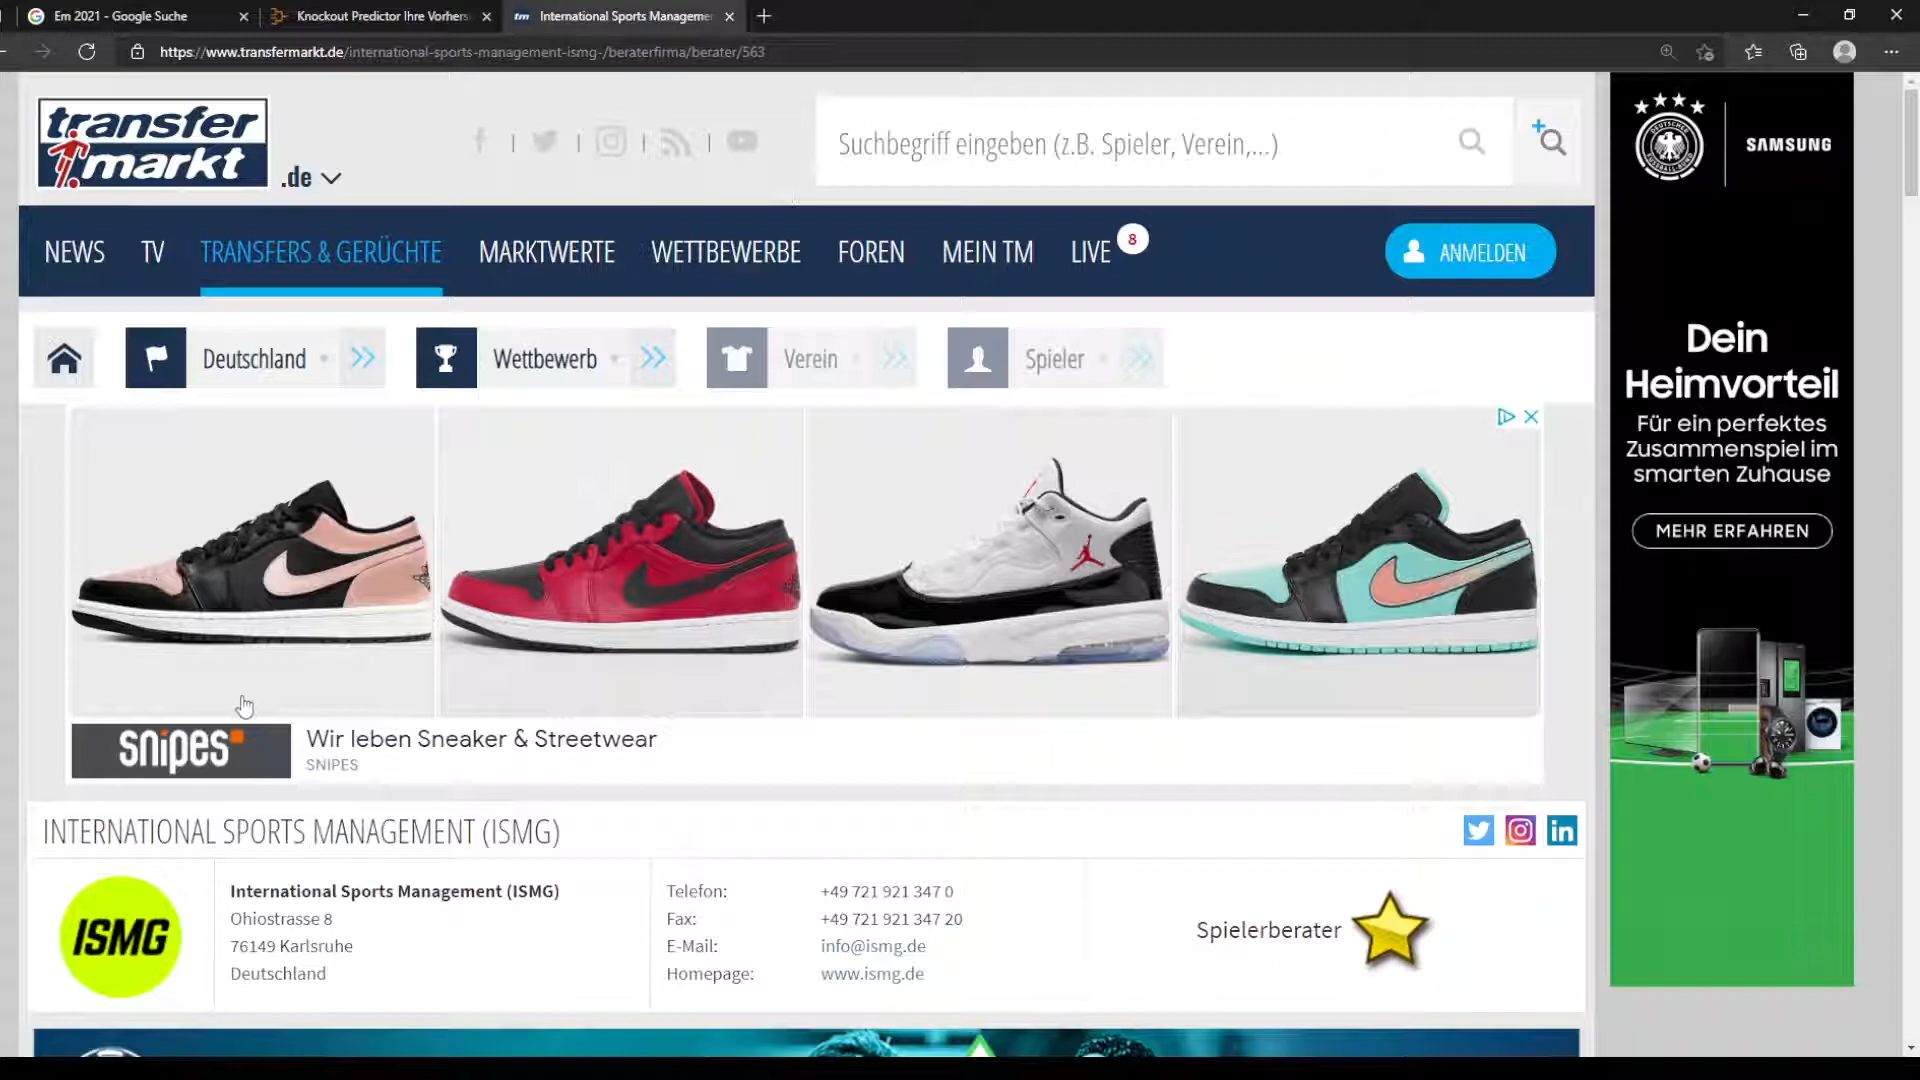 Em 2021 - Google Suche
Knockout Predictor Ihre Vorhers
tm International Sports Manageme
https://www.transfermarkt.de/international-sports-management-ismg-/beraterfirma/berater/563
transfer
markt
.de
Suchbegriff eingeben (z.B. Spieler, Verein,...)
NEWS TV TRANSFERS & GERÜCHTE MARKTWERTE WETTBEWERBE FOREN MEIN TM LIVE 8 ANMELDEN
Deutschland Wettbewerb Verein Spieler
snipes
Wir leben Sneaker & Streetwear
SNIPES
INTERNATIONAL SPORTS MANAGEMENT (ISMG)
ISMG
International Sports Management (ISMG)
Ohiostrasse 8
76149 Karlsruhe
Deutschland
Telefon: +49 721 921 347 0
Fax: +49 721 921 347 20
E-Mail: info@ismg.de
Homepage: www.ismg.de
Spielerberater
DEUTSCHER
FUSSBALL-BUND
SAMSUNG
Dein
Heimvorteil
Für ein perfektes
Zusammenspiel im
smarten Zuhause
MEHR ERFAHREN